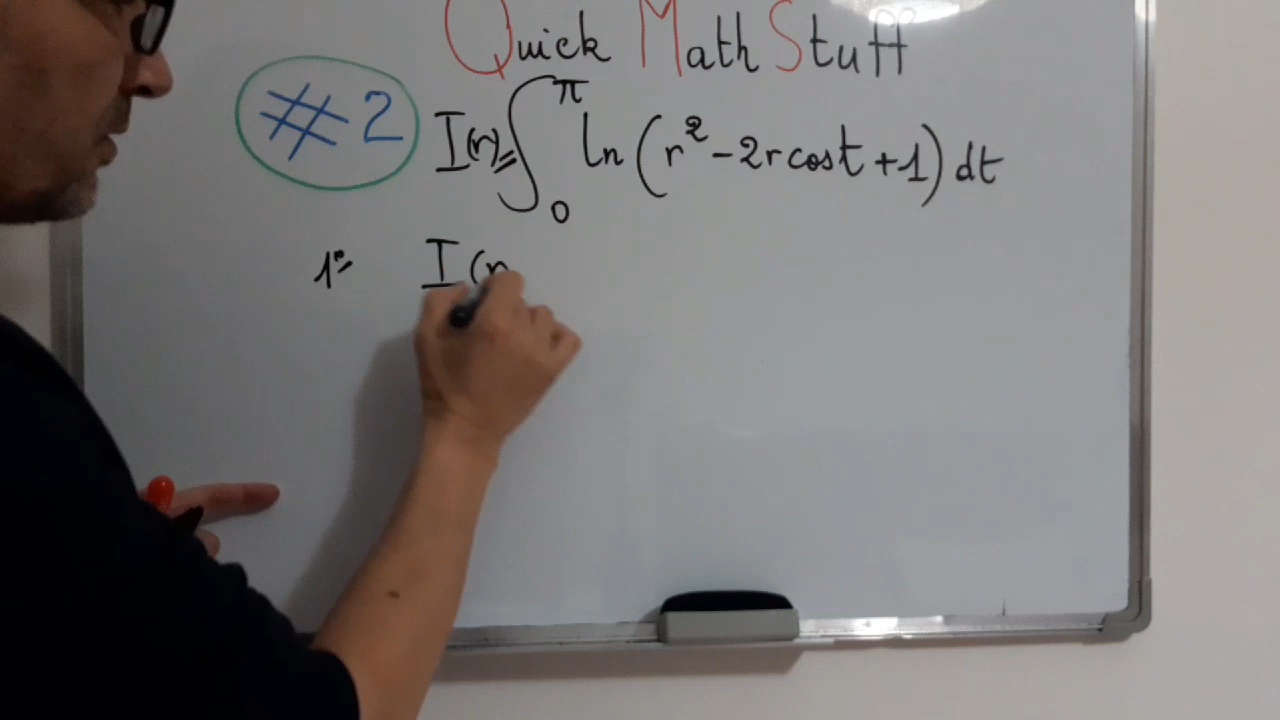 Quick Math Stuff
#2 I(r)=∫₀^π ln(r²-2rcost+1)dt
1° I(r